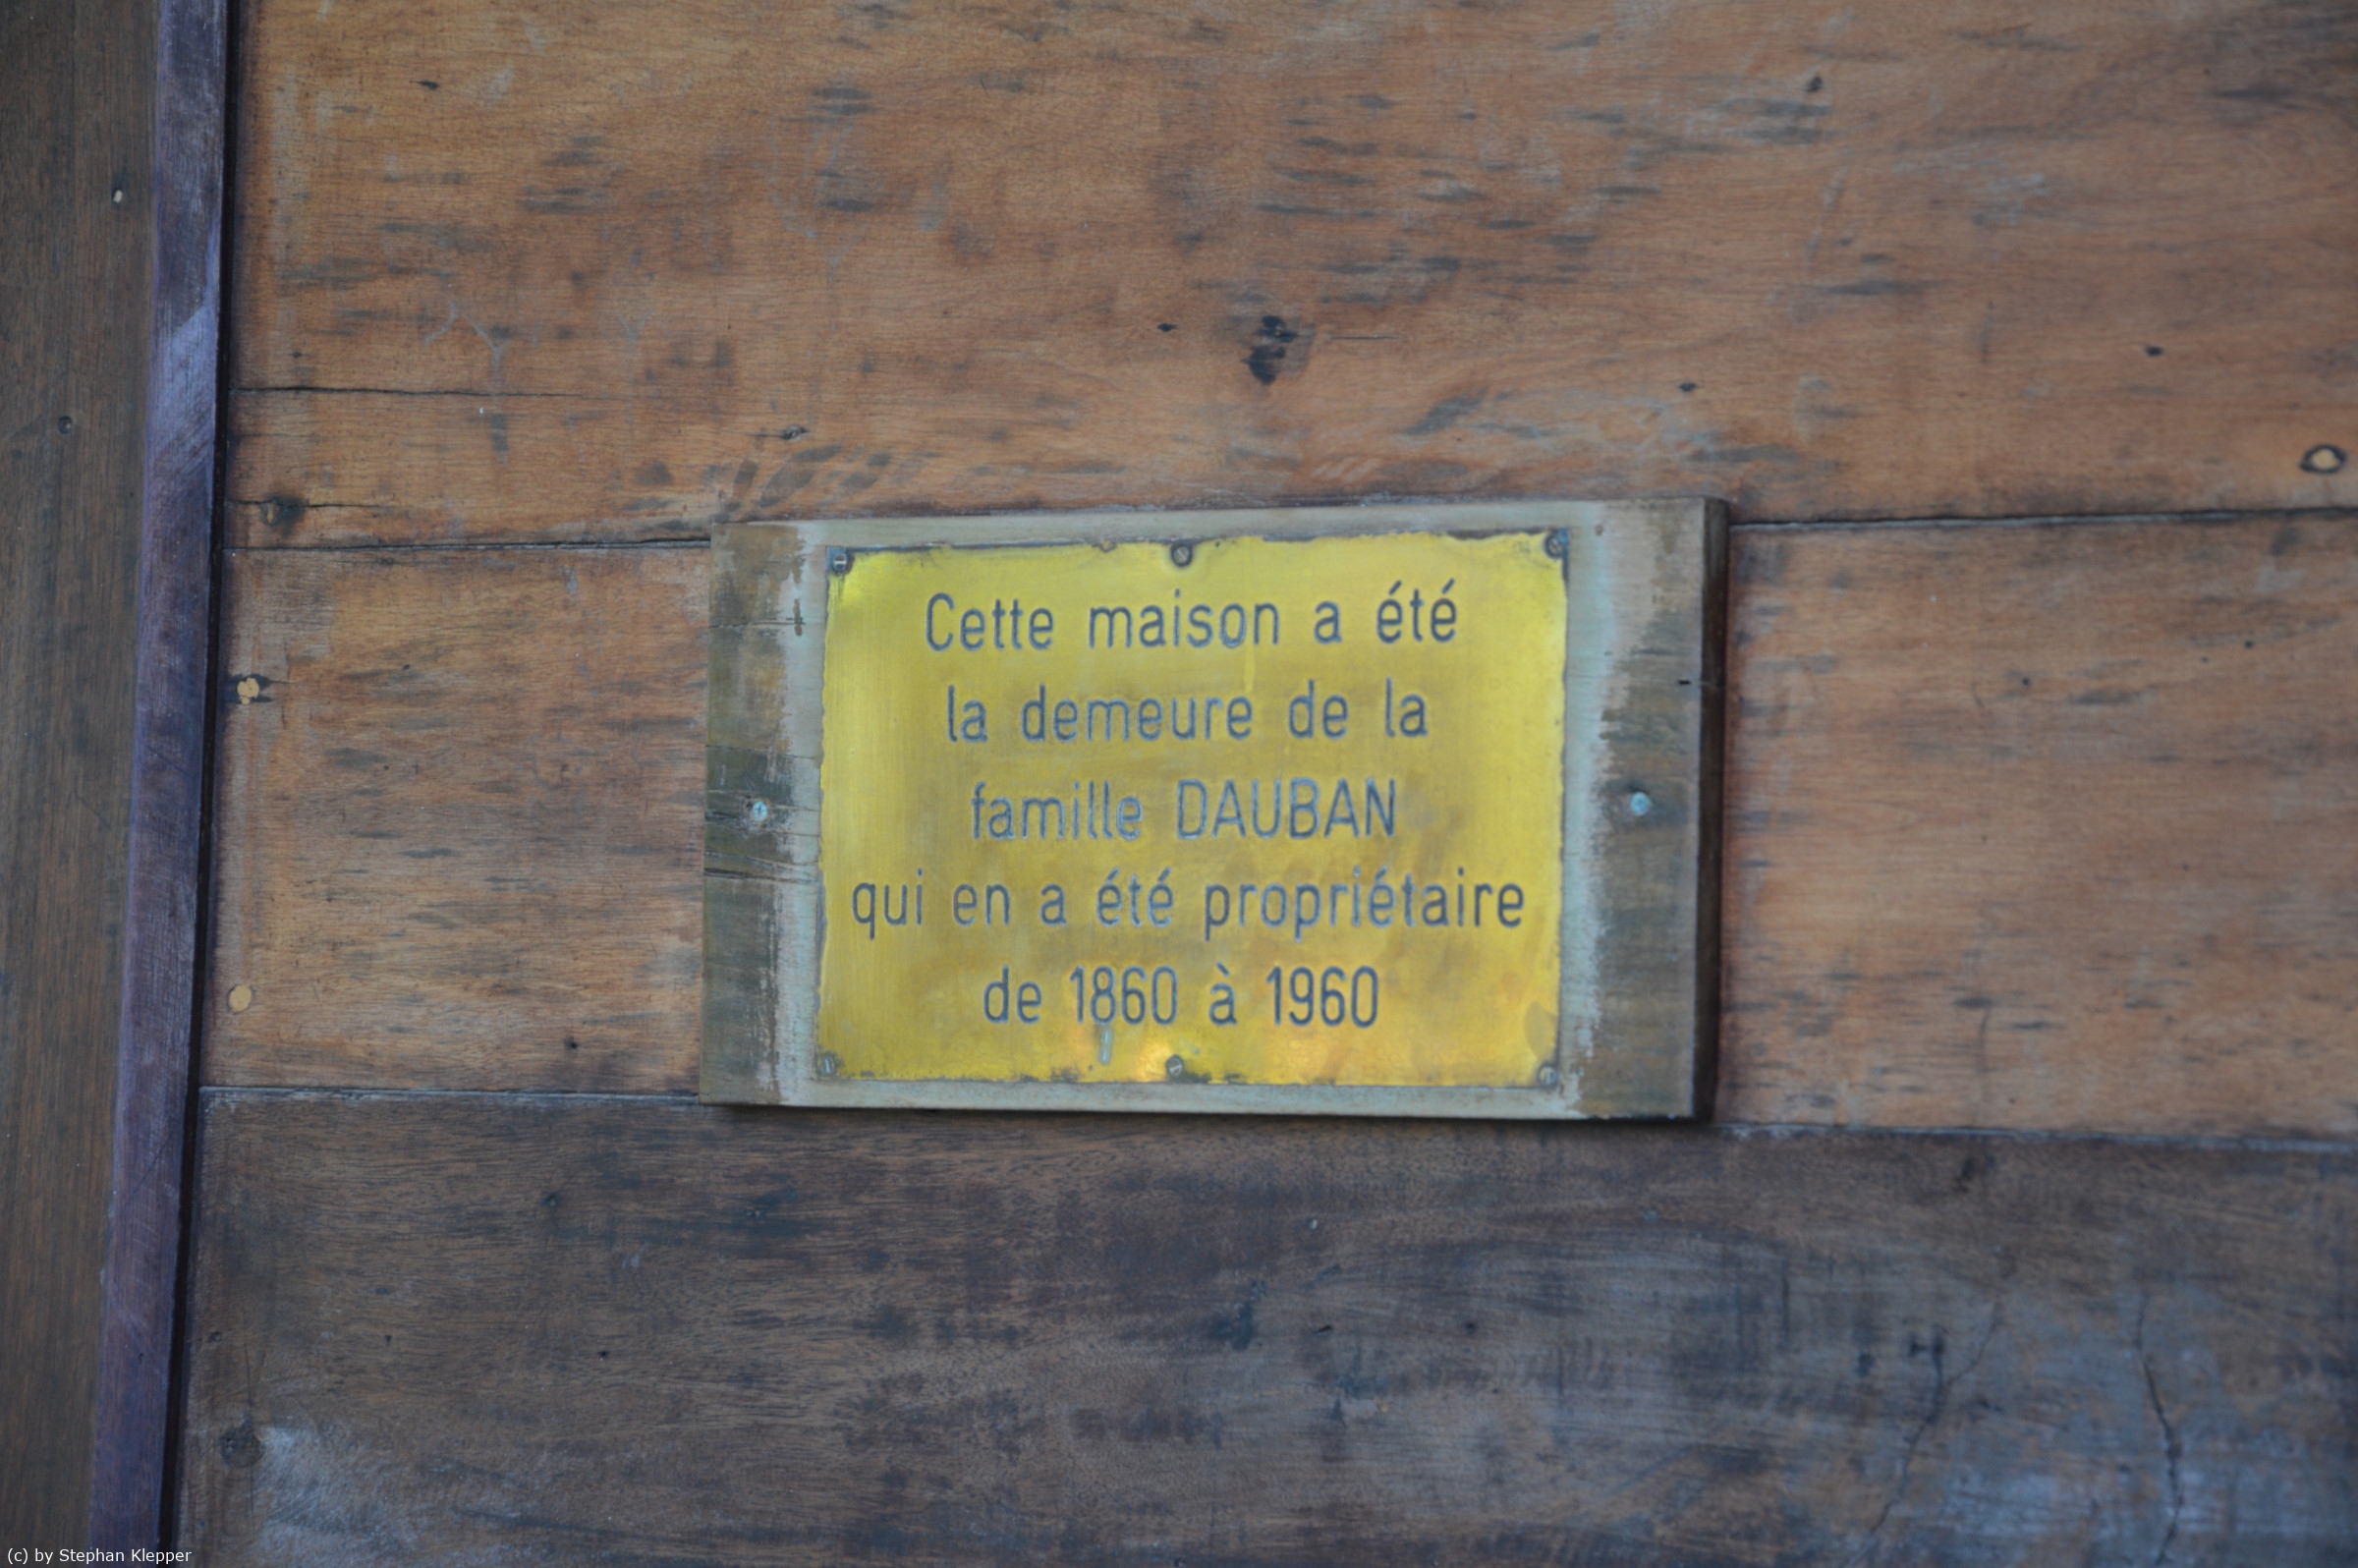 Cette maison a été
la demeure de la
famille DAUBAN
qui en a été propriétaire
de 1860 à 1960
(c) by Stephan Klepper